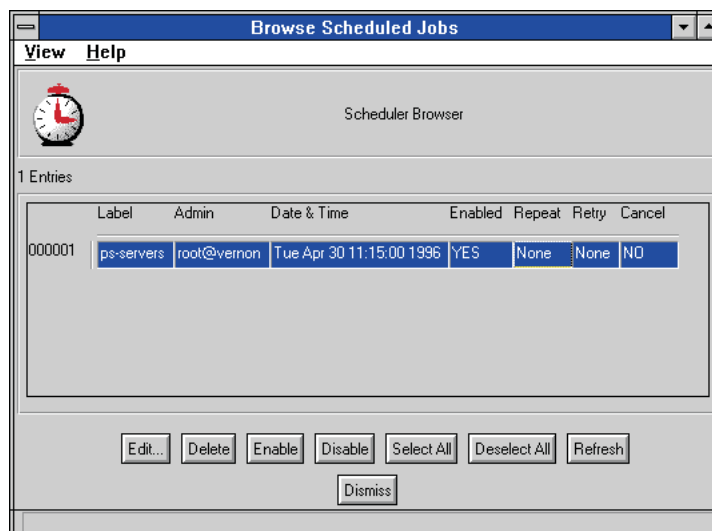 Browse Scheduled Jobs
View Help
Scheduler Browser
1 Entries
Label Admin Date & Time Enabled Repeat Retry Cancel
000001 ps-servers root@vernon Tue Apr 30 11:15:00 1996 YES None None NO
Edit... Delete Enable Disable Select All Deselect All Refresh
Dismiss